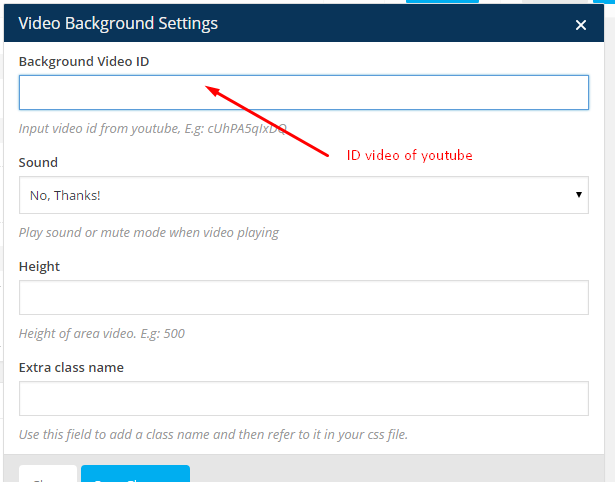 Video Background Settings
Background Video ID
Input video id from youtube, E.g: cUhPA5qIxDQ
ID video of youtube
Sound
No, Thanks!
Play sound or mute mode when video playing
Height
Height of area video. E.g: 500
Extra class name
Use this field to add a class name and then refer to it in your css file.